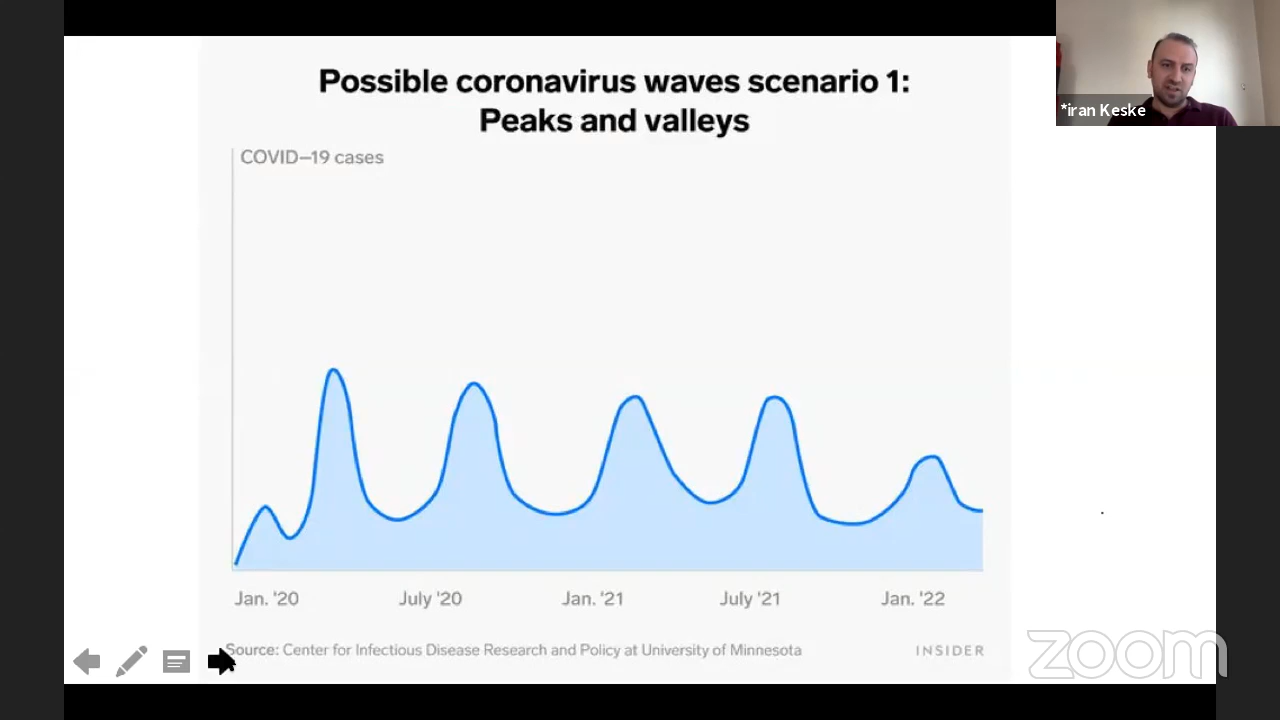 Possible coronavirus waves scenario 1:
Peaks and valleys
*iran Keske
COVID–19 cases
Jan. '20
July '20
Jan. '21
July '21
Jan. '22
Source: Center for Infectious Disease Research and Policy at University of Minnesota
INSIDER
zoom